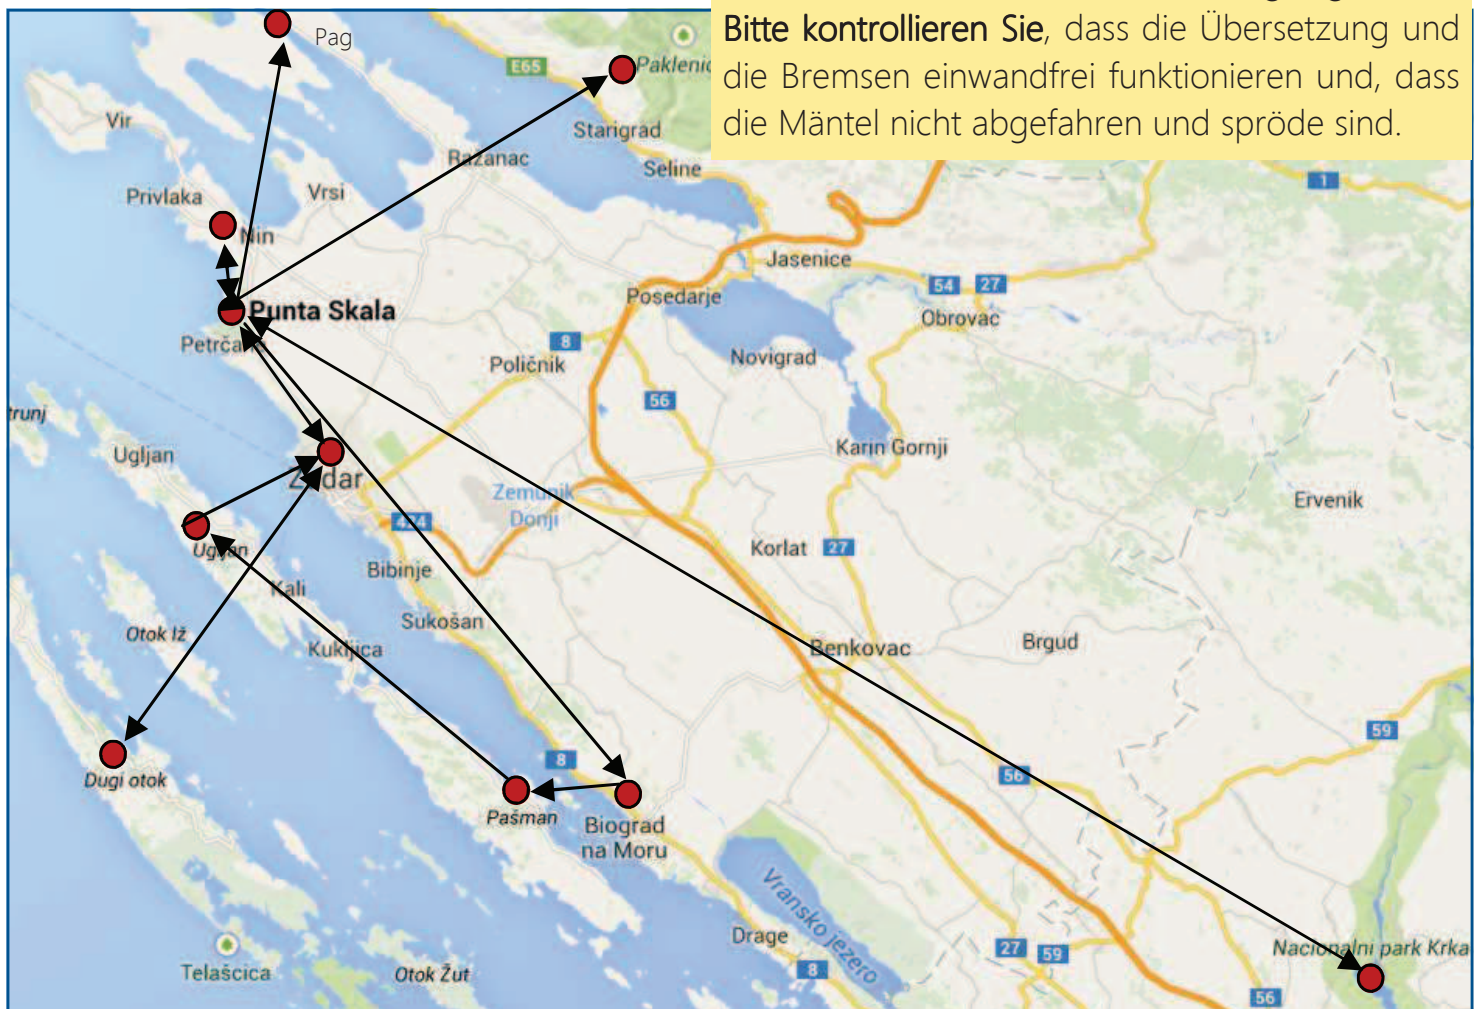 Bitte kontrollieren Sie, dass die Übersetzung und
die Bremsen einwandfrei funktionieren und, dass
die Mäntel nicht abgefahren und spröde sind.
Pag
E65
Vir
Starigrad
Ražanac
Seline
1
Privlaka
Vrsi
Nin
Jasenice
54
27
Posedarje
Punta Skala
Obrovac
8
Novigrad
Poličnik
56
trunj
Ugljan
Karin Gornji
Zadar
Zemunik
Donji
Ervenik
424
Korlat
27
Ugljan
Bibinje
Kali
Sukošan
Otok Iž
Kukljica
Benkovac
Brgud
59
8
56
Dugi otok
Pašman
Biograd
na Moru
Vransko jezero
Drage
27
59
Nacionalni park Krka
Telašcica
Otok Žut
8
56